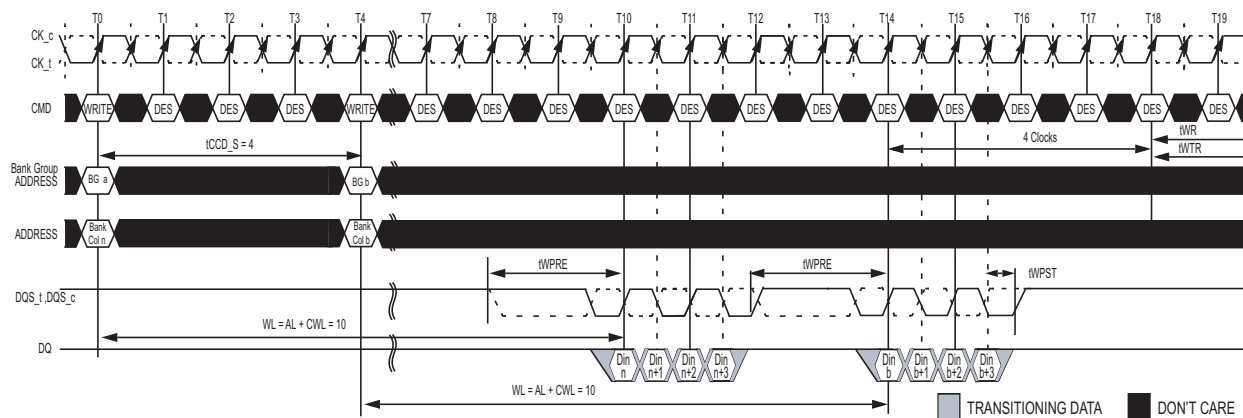 T0 T1 T2 T3 T4 T7 T8 T9 T10 T11 T12 T13 T14 T15 T16 T17 T18 T19
CK_c
CK_t
CMD WRITE DES DES DES WRITE DES DES DES DES DES DES DES DES DES DES DES DES DES
tCCD_S = 4 4 Clocks tWR
tWTR
Bank Group
ADDRESS BG a BG b
ADDRESS Bank Col n Bank Col b
tWPRE tWPRE tWPST
DQS_t ,DQS_c
WL = AL + CWL = 10
DQ Din n Din n+1 Din n+2 Din n+3 Din b Din b+1 Din b+2 Din b+3
WL = AL + CWL = 10
TRANSITIONING DATA DON'T CARE